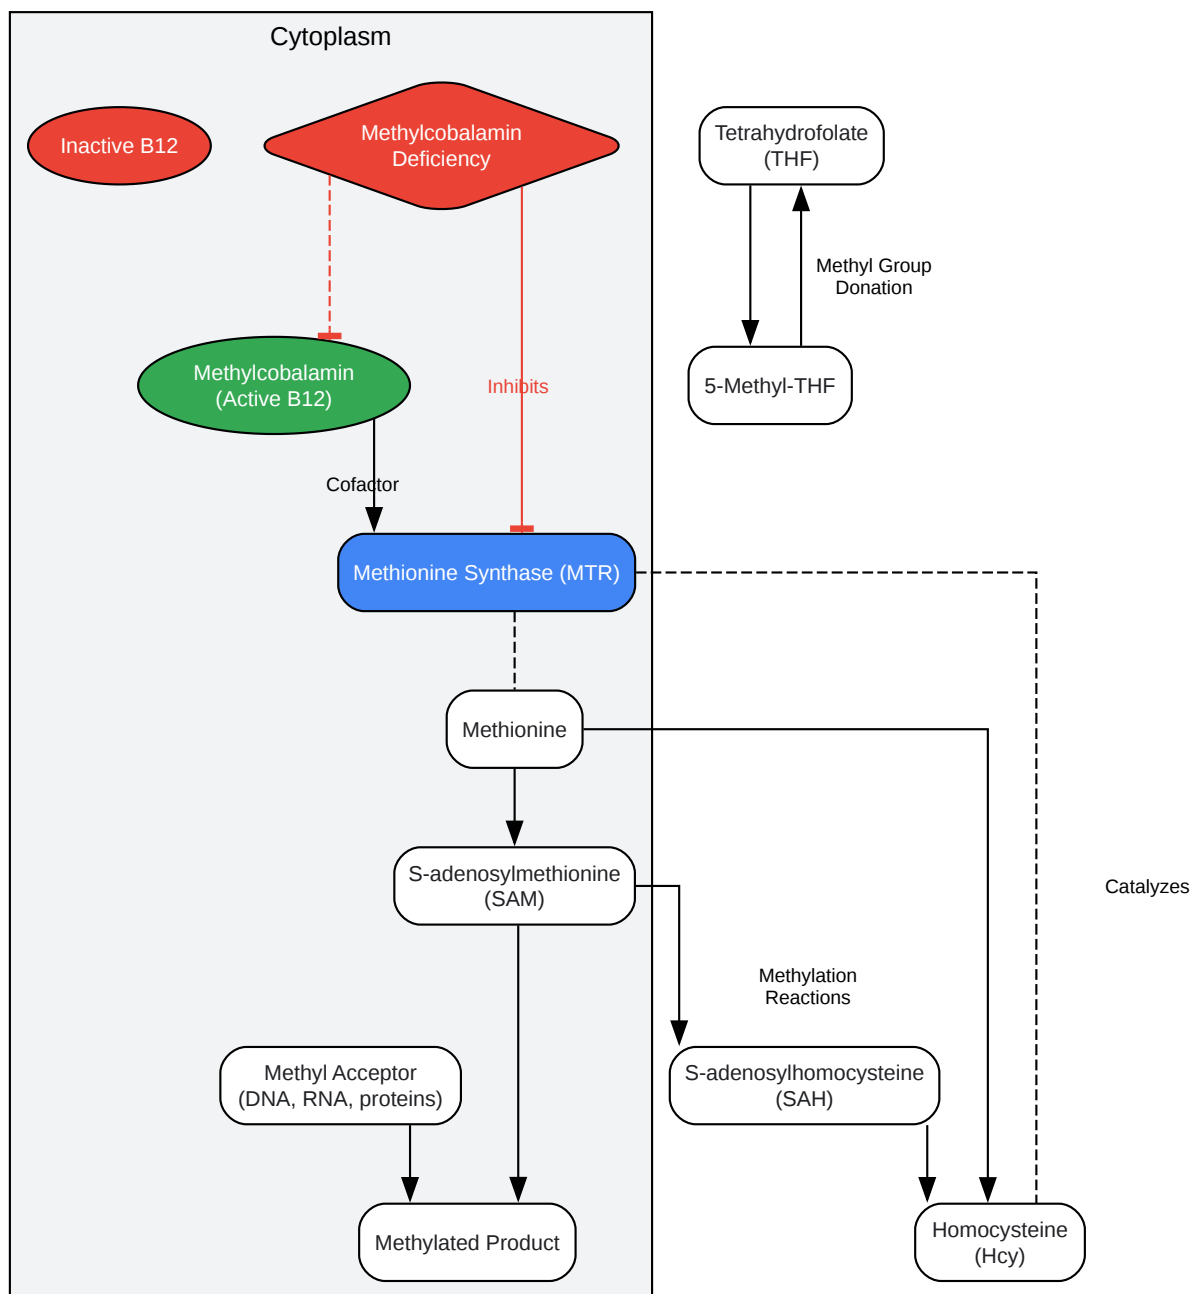 Cytoplasm
Inactive B12
Methylcobalamin
Deficiency
Tetrahydrofolate
(THF)
Methyl Group
Donation
Methylcobalamin
(Active B12)
Inhibits
5-Methyl-THF
Cofactor
Methionine Synthase (MTR)
Methionine
S-adenosylmethionine
(SAM)
Catalyzes
Methylation
Reactions
Methyl Acceptor
(DNA, RNA, proteins)
S-adenosylhomocysteine
(SAH)
Methylated Product
Homocysteine
(Hcy)